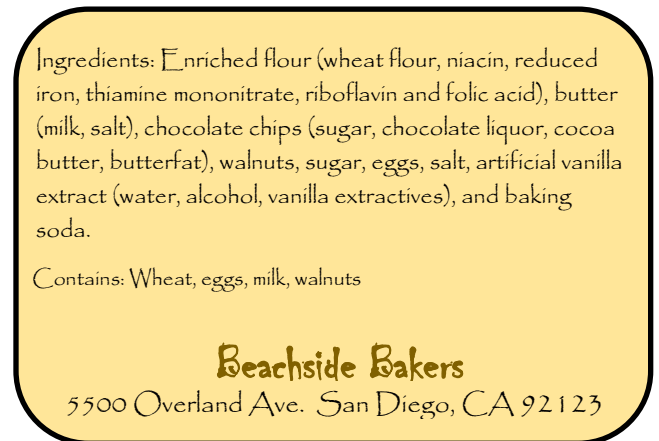 Ingredients: Enriched flour (wheat flour, niacin, reduced
iron, thiamine mononitrate, riboflavin and folic acid), butter
(milk, salt), chocolate chips (sugar, chocolate liquor, cocoa
butter, butterfat), walnuts, sugar, eggs, salt, artificial vanilla
extract (water, alcohol, vanilla extractives), and baking
soda.
Contains: Wheat, eggs, milk, walnuts
Beachside Bakers
5500 Overland Ave. San Diego, CA 92123